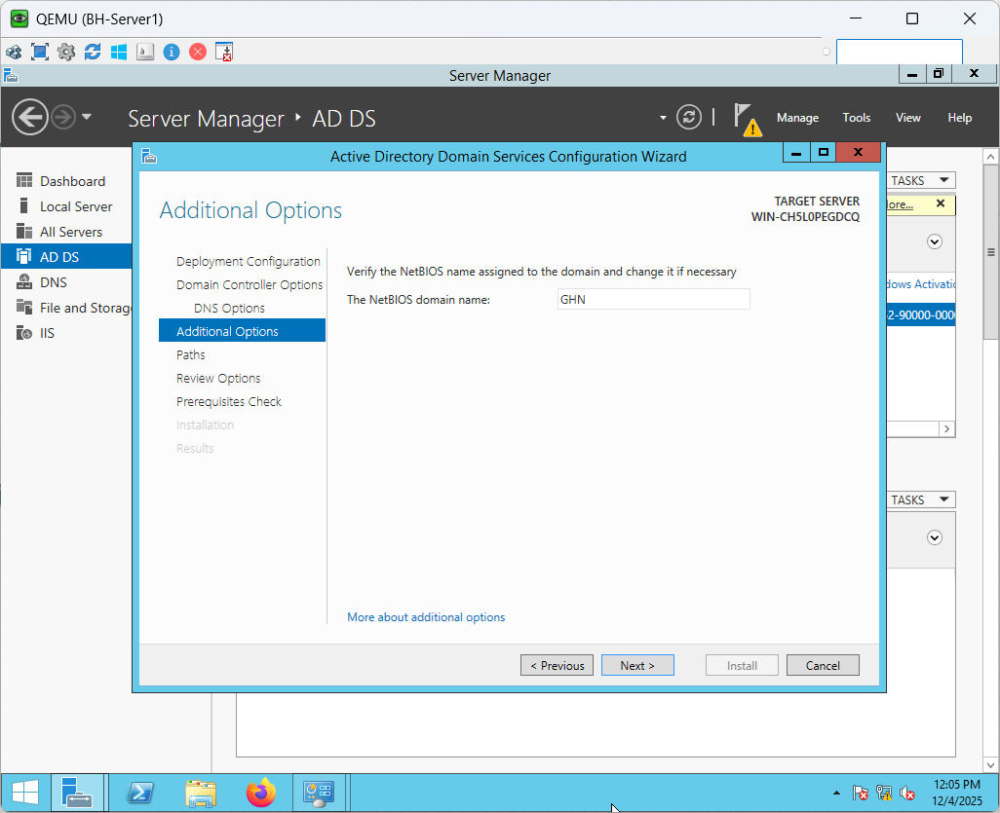 QEMU (BH-Server1)
Server Manager
Server Manager • AD DS
Manage Tools View Help
Dashboard
Local Server
All Servers
AD DS
DNS
File and Storag
IIS
TASKS
More...
dows Activatio
2-90000-0000
TASKS
Active Directory Domain Services Configuration Wizard
Additional Options
TARGET SERVER
WIN-CH5L0PEGDCQ
Deployment Configuration
Domain Controller Options
DNS Options
Additional Options
Paths
Review Options
Prerequisites Check
Installation
Results
Verify the NetBIOS name assigned to the domain and change it if necessary
The NetBIOS domain name: GHN
More about additional options
< Previous Next > Install Cancel
12:05 PM
12/4/2025